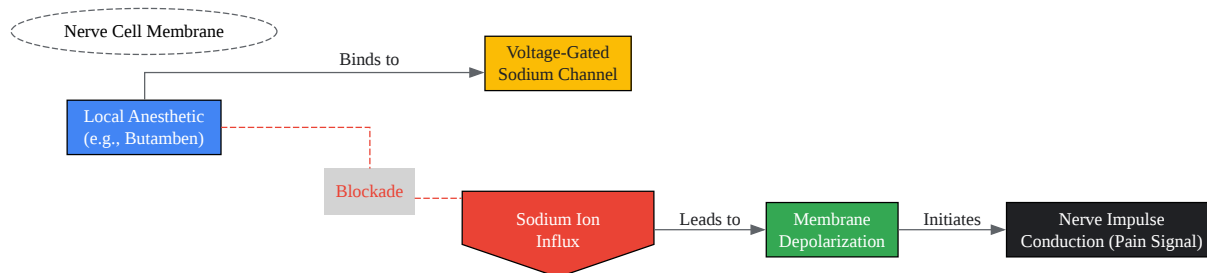 Nerve Cell Membrane
Binds to
Voltage-Gated
Sodium Channel
Local Anesthetic
(e.g., Butamben)
Blockade
Sodium Ion
Influx
Leads to
Membrane
Depolarization
Initiates
Nerve Impulse
Conduction (Pain Signal)